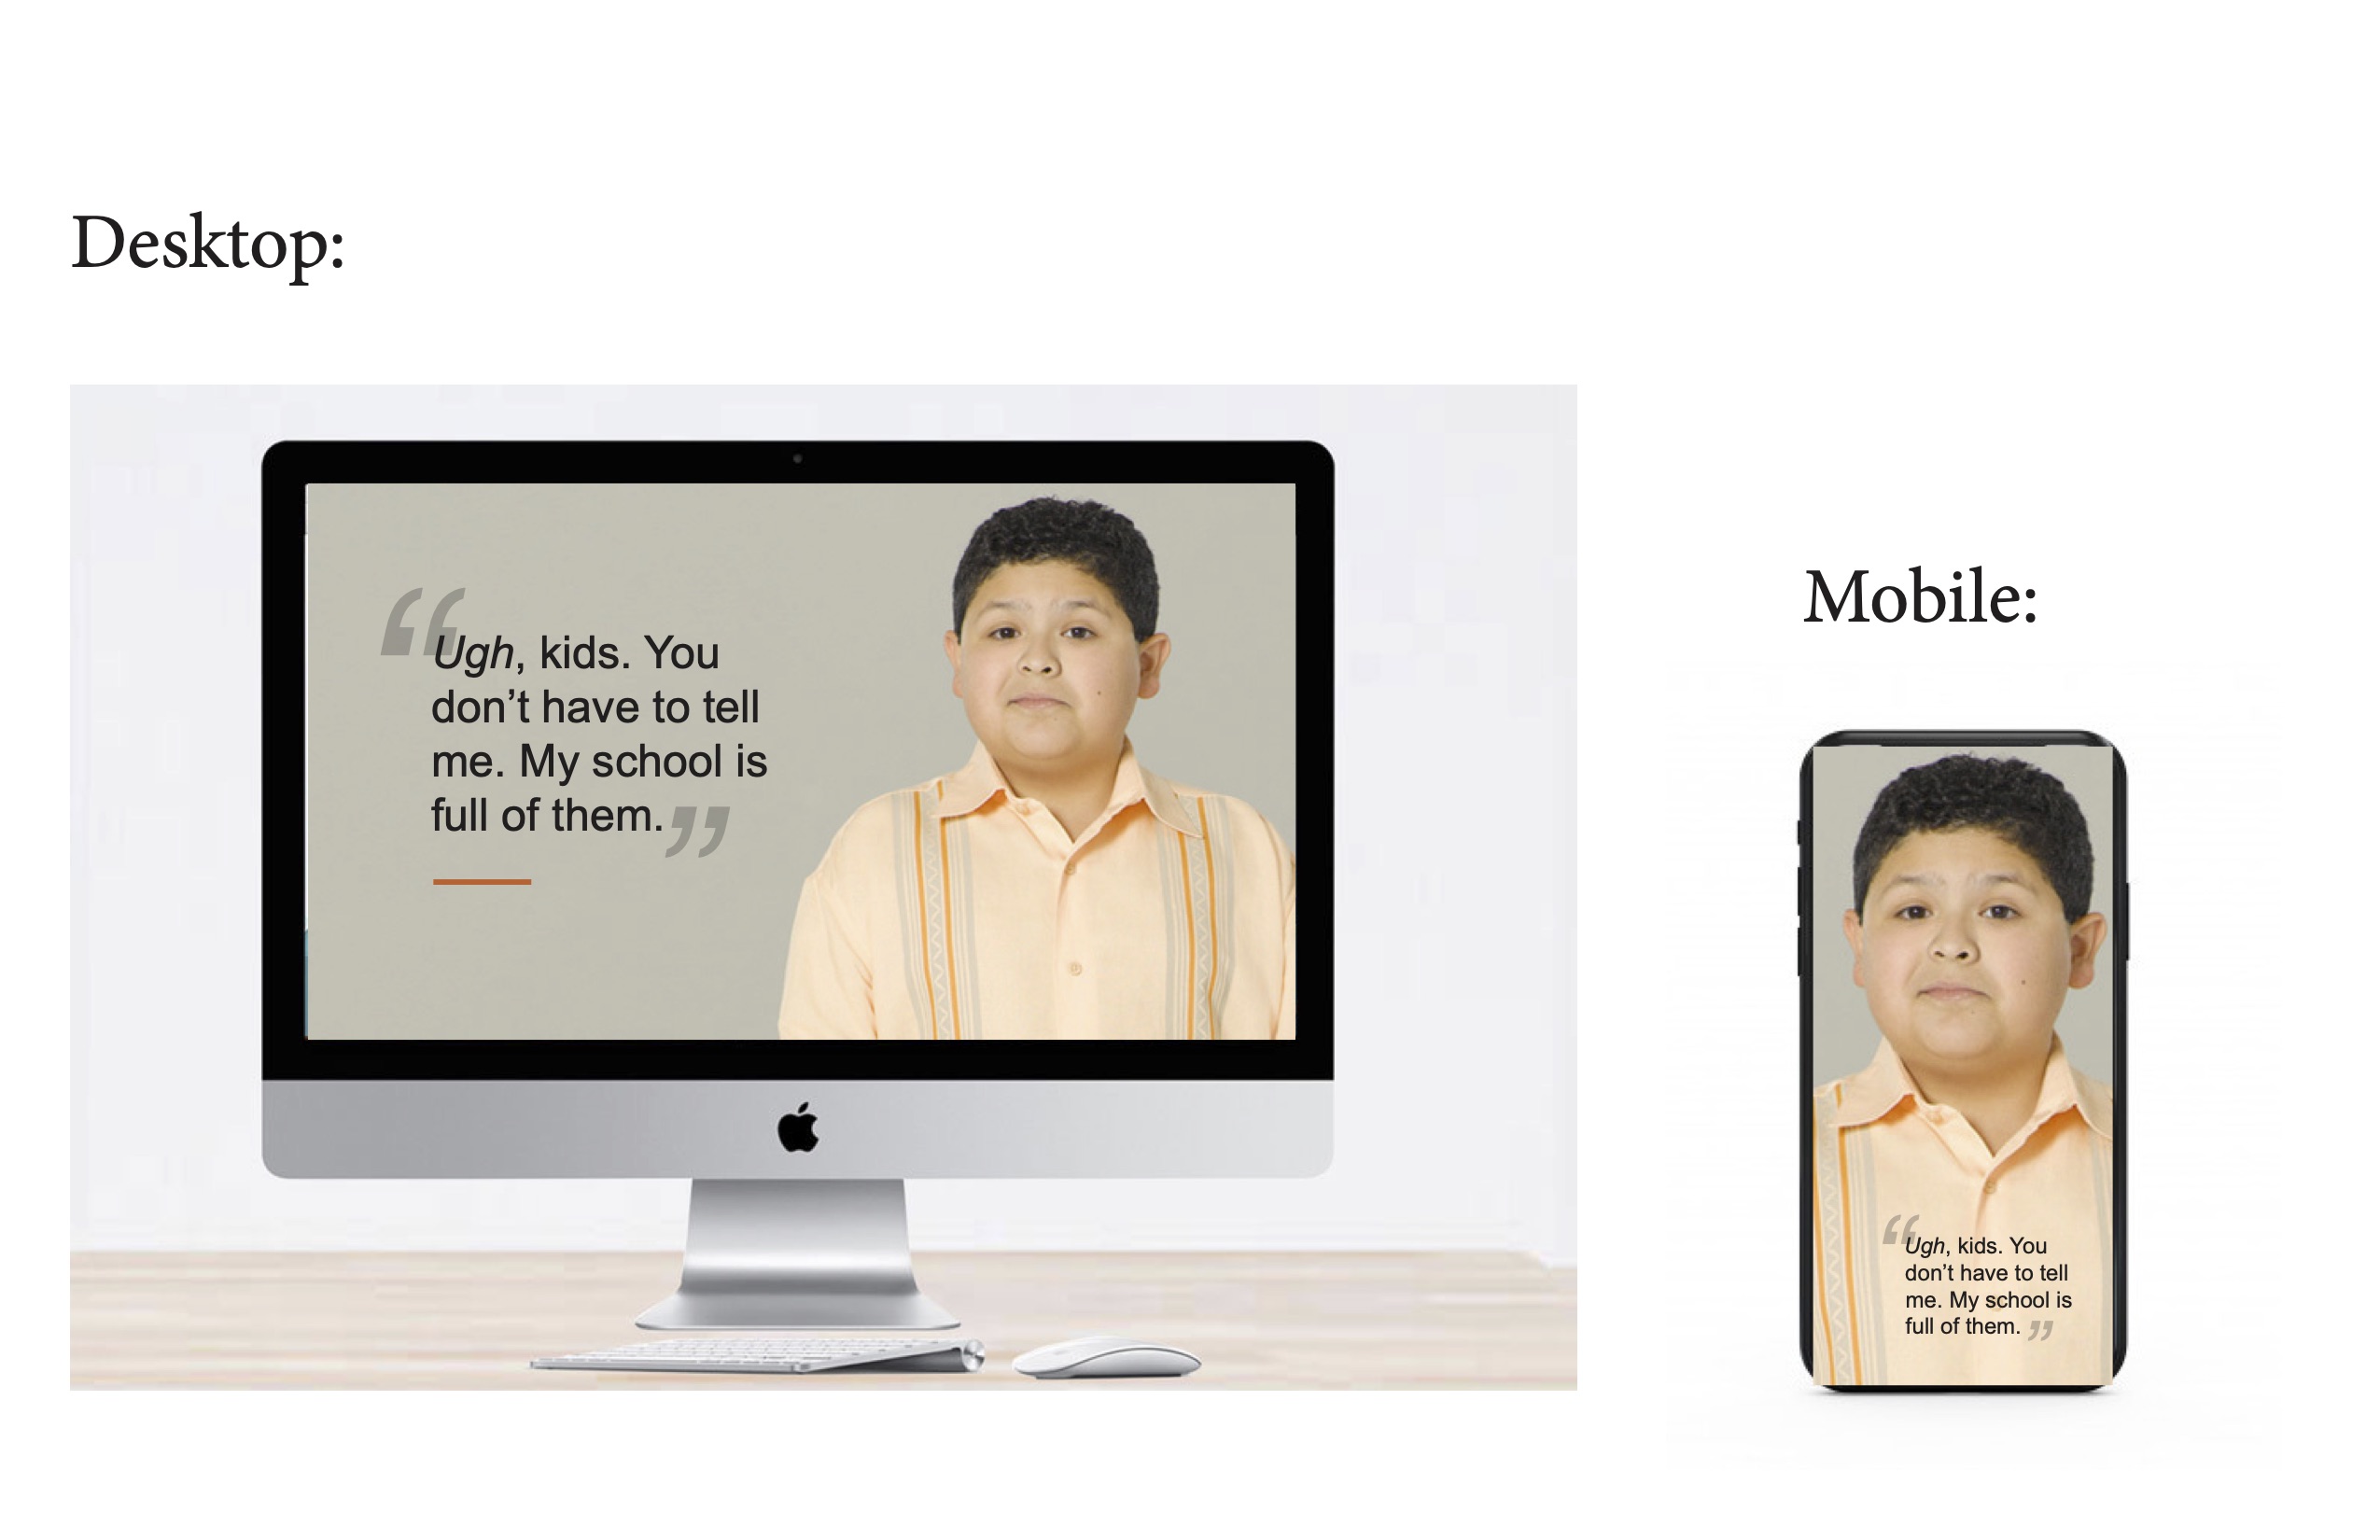 Desktop:
“Ugh, kids. You
don’t have to tell
me. My school is
full of them.”
Mobile:
“Ugh, kids. You
don’t have to tell
me. My school is
full of them.”